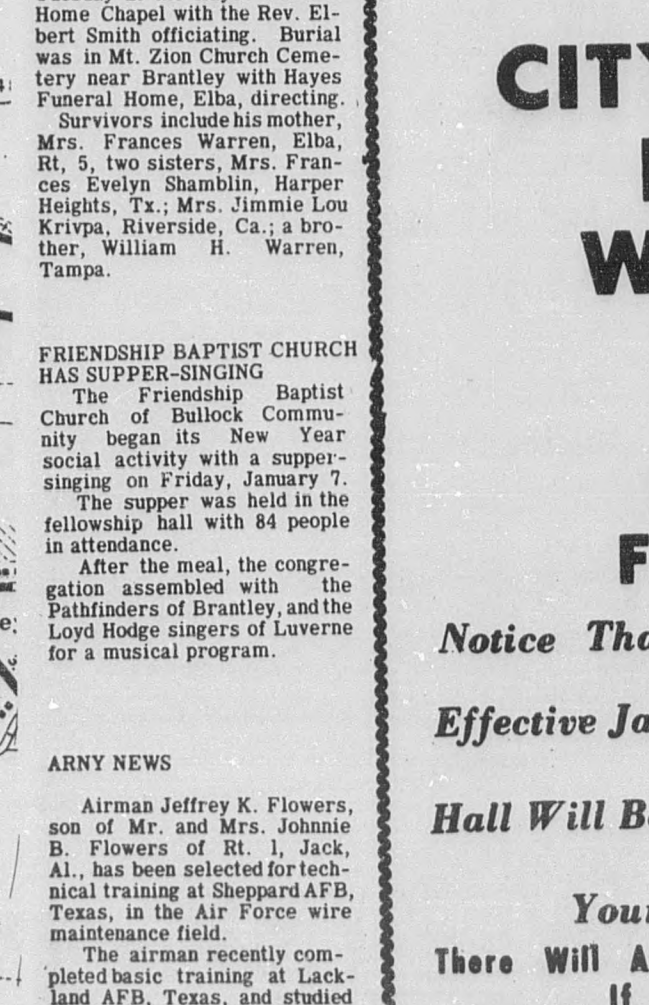 Home Chapel with the Rev. El-
bert Smith officiating. Burial
was in Mt. Zion Church Ceme-
tery near Brantley with Hayes
Funeral Home, Elba, directing.
Survivors include his mother,
Mrs. Frances Warren, Elba,
Rt, 5, two sisters, Mrs. Fran-
ces Evelyn Shamblin, Harper
Heights, Tx.; Mrs. Jimmie Lou
Krivpa, Riverside, Ca.; a bro-
ther, William H. Warren,
Tampa.
FRIENDSHIP BAPTIST CHURCH
HAS SUPPER-SINGING
The Friendship Baptist
Church of Bullock Commu-
nity began its New Year
social activity with a supper-
singing on Friday, January 7.
The supper was held in the
fellowship hall with 84 people
in attendance.
After the meal, the congre-
gation assembled with the
Pathfinders of Brantley, and the
Loyd Hodge singers of Luverne
for a musical program.
ARNY NEWS
Airman Jeffrey K. Flowers,
son of Mr. and Mrs. Johnnie
B. Flowers of Rt. 1, Jack,
Al., has been selected for tech-
nical training at Sheppard AFB,
Texas, in the Air Force wire
maintenance field.
The airman recently com-
pleted basic training at Lack-
land AFB, Texas, and studied
CITY
W
F
Notice Tha
Effective Ja
Hall Will B
Your
There Will A
If